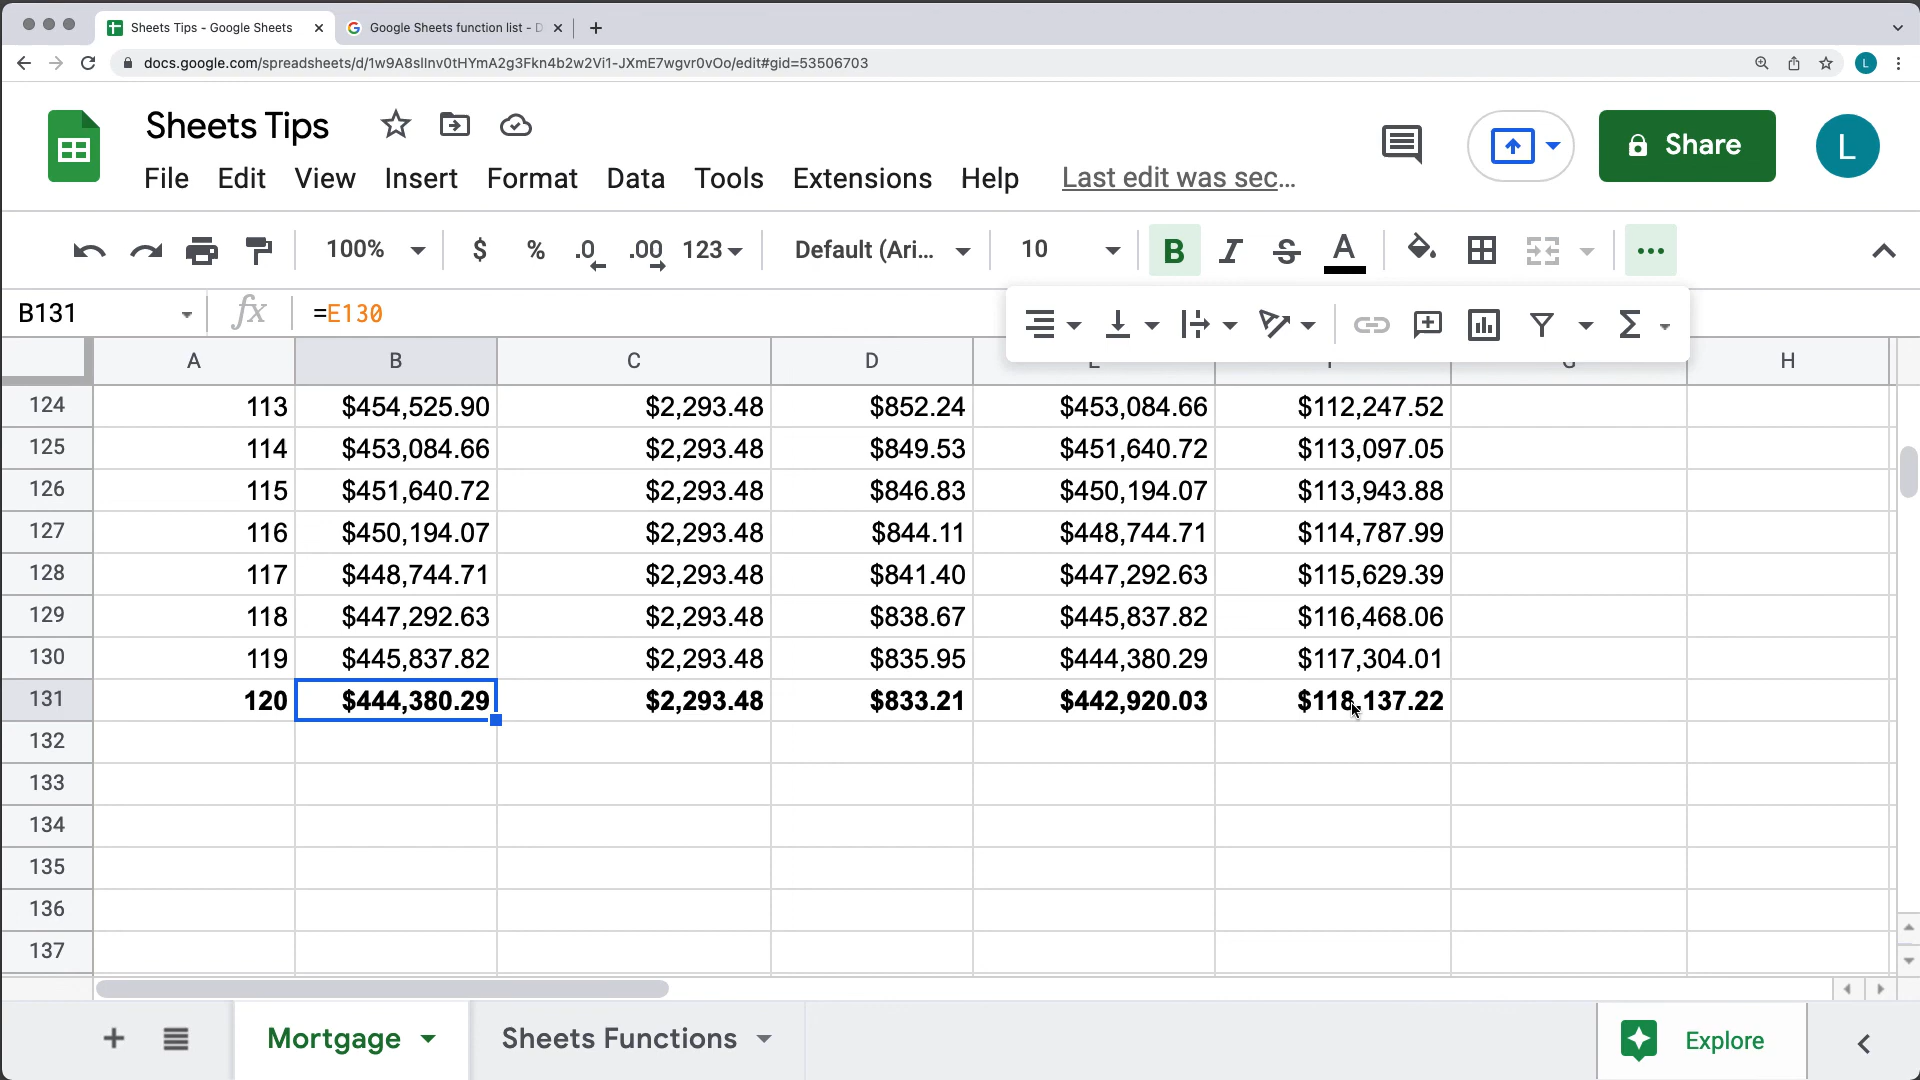 Sheets Tips - Google Sheets
Google Sheets function list - D
docs.google.com/spreadsheets/d/1w9A8sIlnv0tHYmA2g3Fkn4b2w2Vi1-JXmE7wgvr0vOo/edit#gid=53506703
L
Sheets Tips
Share
L
File Edit View Insert Format Data Tools Extensions Help Last edit was sec...
100% $ % .0 .00 123 Default (Ari... 10 B I S A
B131 fx =E130
A B C D H
124 113 $454,525.90 $2,293.48 $852.24 $453,084.66 $112,247.52
125 114 $453,084.66 $2,293.48 $849.53 $451,640.72 $113,097.05
126 115 $451,640.72 $2,293.48 $846.83 $450,194.07 $113,943.88
127 116 $450,194.07 $2,293.48 $844.11 $448,744.71 $114,787.99
128 117 $448,744.71 $2,293.48 $841.40 $447,292.63 $115,629.39
129 118 $447,292.63 $2,293.48 $838.67 $445,837.82 $116,468.06
130 119 $445,837.82 $2,293.48 $835.95 $444,380.29 $117,304.01
131 120 $444,380.29 $2,293.48 $833.21 $442,920.03 $118,137.22
132
133
134
135
136
137
Mortgage Sheets Functions Explore